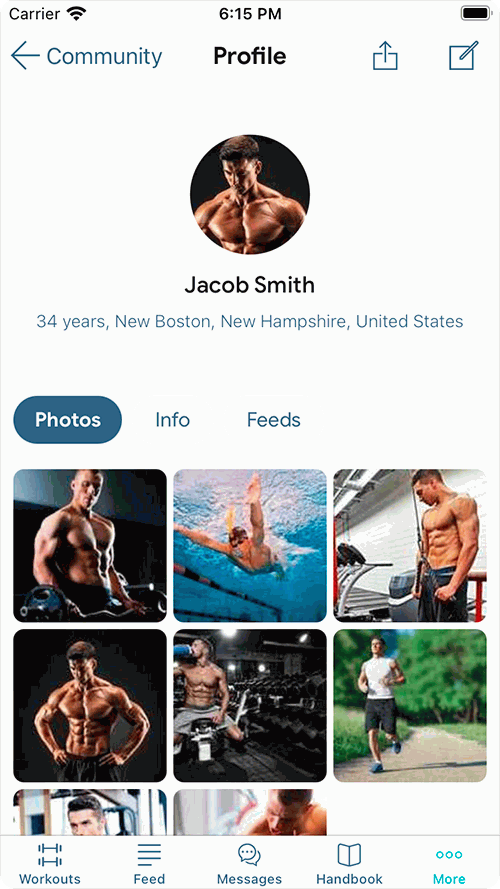 Carrier 6:15 PM
Community Profile
Jacob Smith
34 years, New Boston, New Hampshire, United States
Photos Info Feeds
Workouts Feed Messages Handbook More